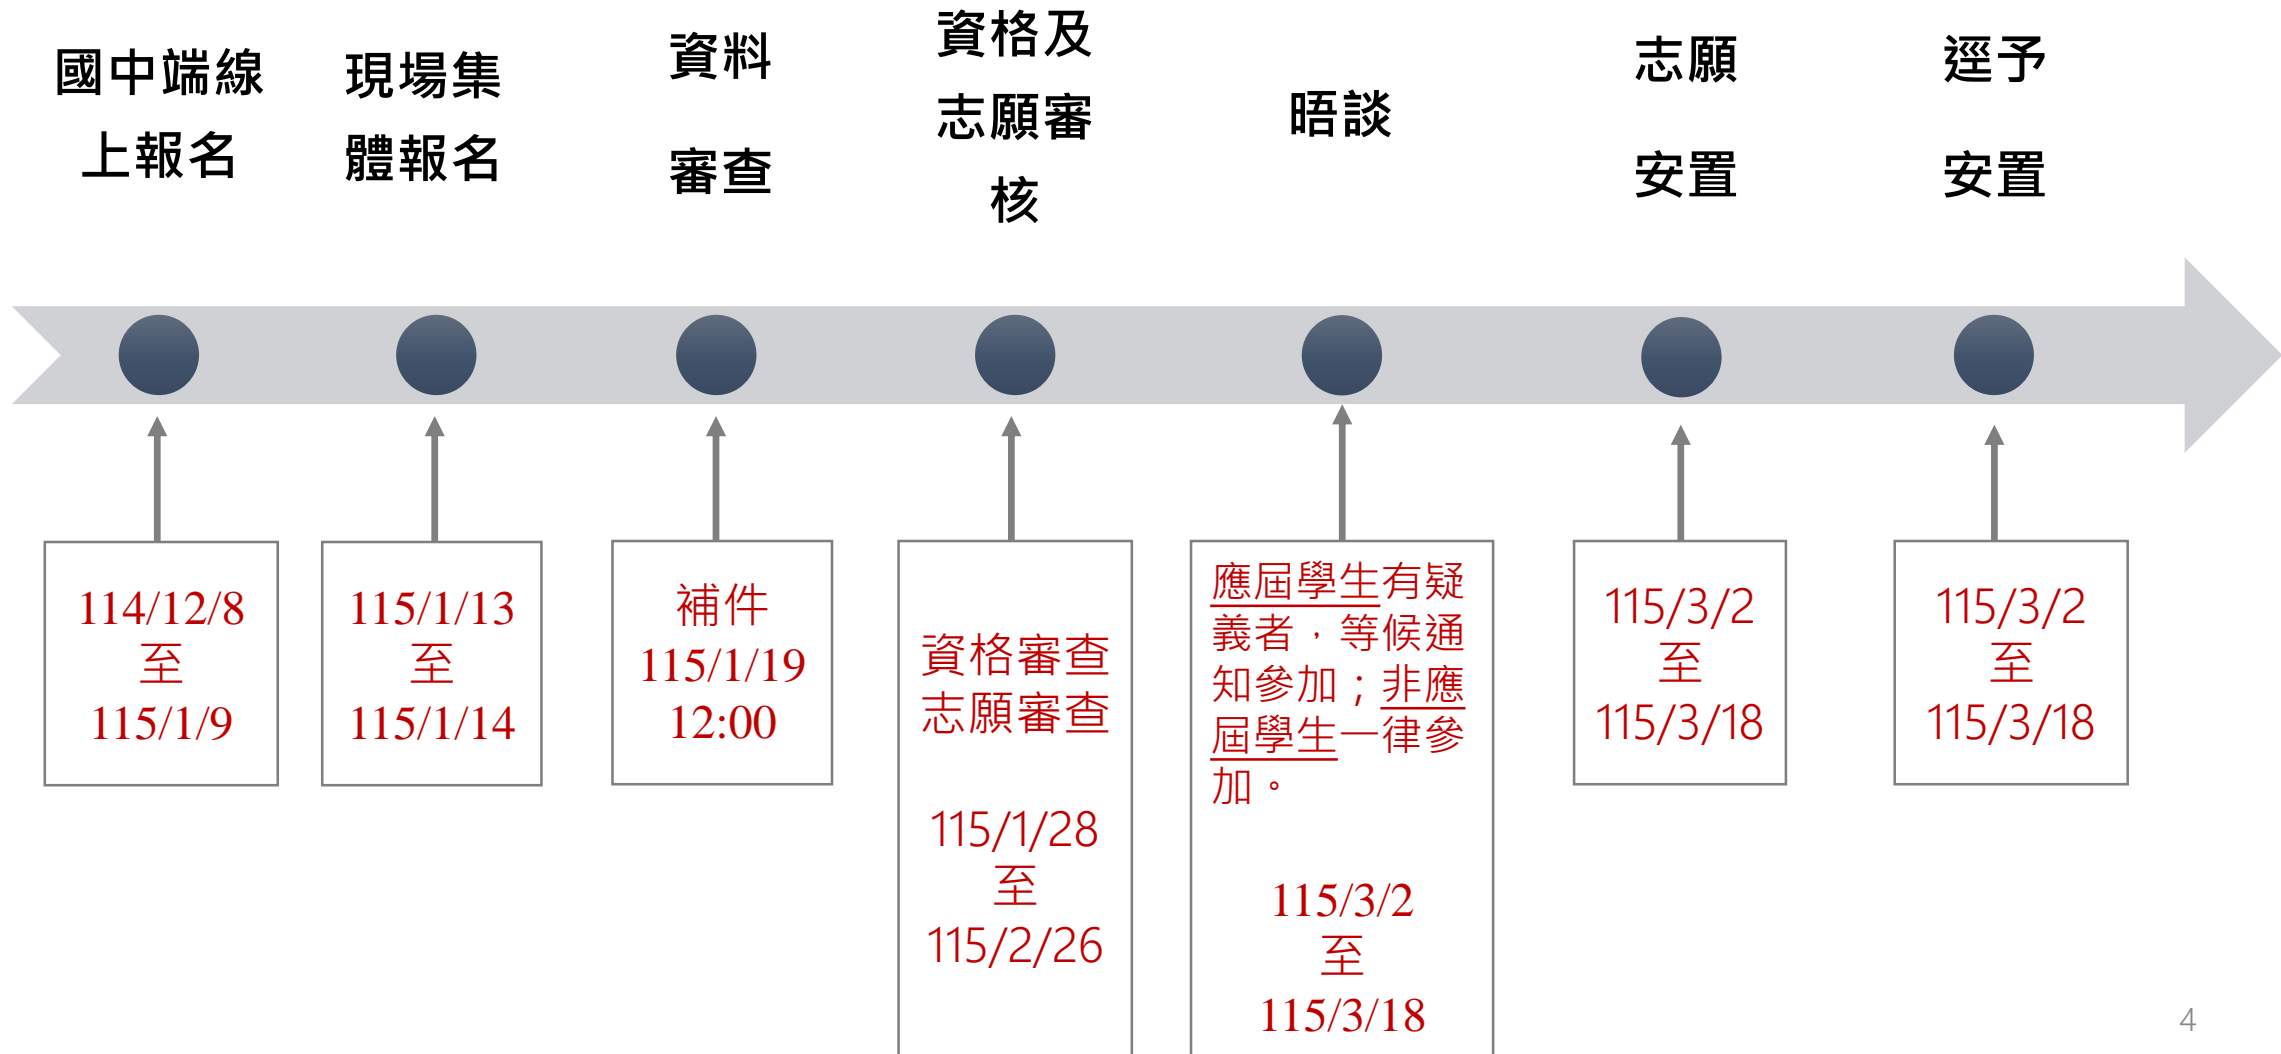 國中端線
上報名
現場集
體報名
資料
審查
資格及
志願審
核
晤談
志願
安置
逕予
安置
114/12/8
至
115/1/9
115/1/13
至
115/1/14
補件
115/1/19
12:00
資格審查
志願審查
115/1/28
至
115/2/26
應屆學生有疑
義者，等候通
知參加；非應
屆學生一律參
加。
115/3/2
至
115/3/18
115/3/2
至
115/3/18
115/3/2
至
115/3/18
4